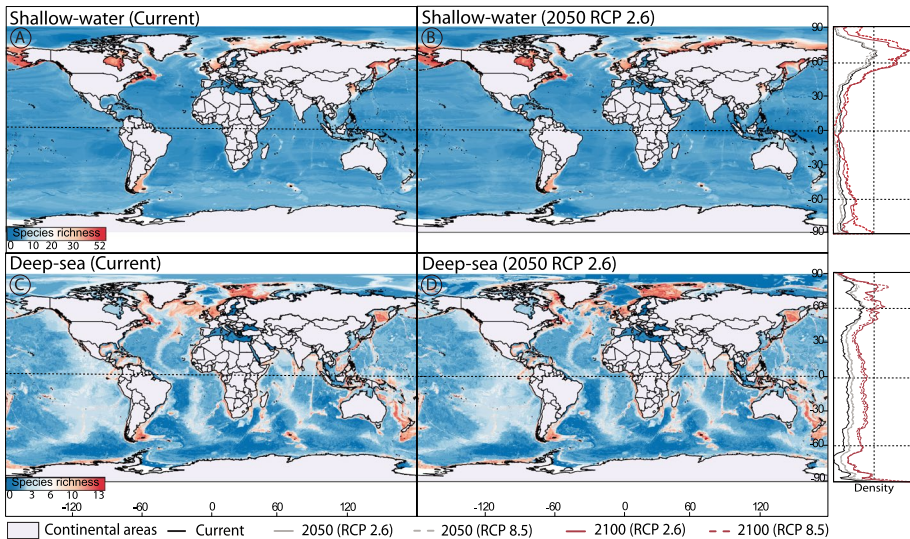 Shallow-water (Current)
Shallow-water (2050 RCP 2.6)
A
B
90
60
30
0
-30
-60
90
Species richness
0 10 20 30 52
Deep-sea (Current)
Deep-sea (2050 RCP 2.6)
C
D
90
60
30
0
30
60
-90
Species richness
0 3 6 10 13
Density
-120 -60 0 60 120
-120 -60 0 60 120
Continental areas Current 2050 (RCP 2.6) 2050 (RCP 8.5) 2100 (RCP 2.6) 2100 (RCP 8.5)